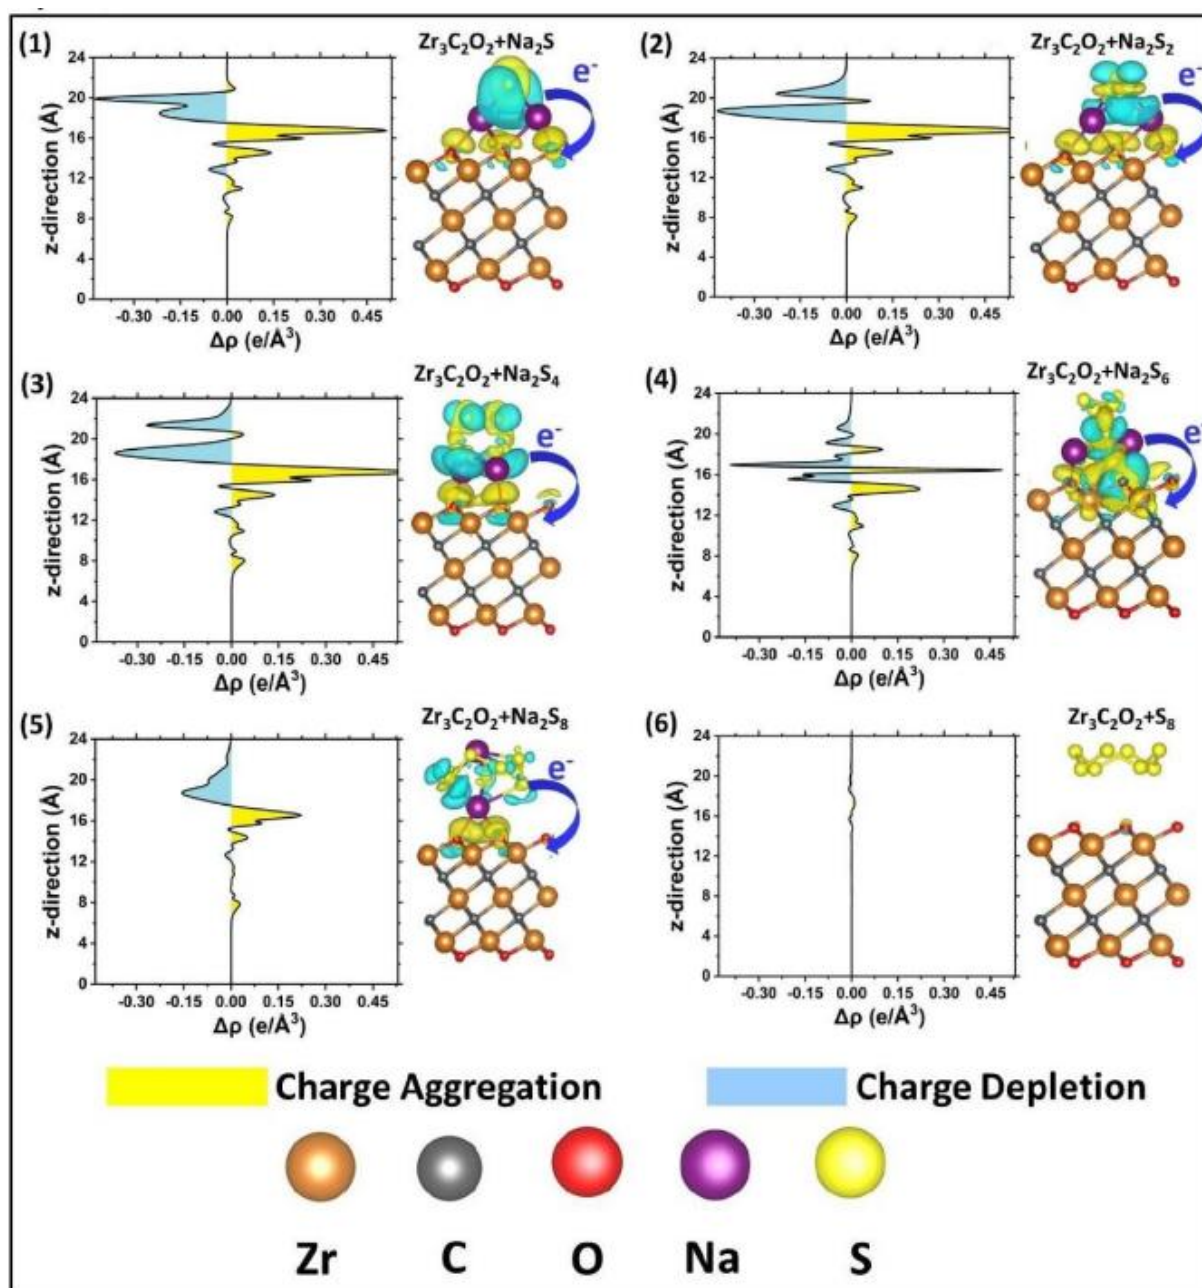 (1)
Zr₃C₂O₂+Na₂S
e⁻
24
20
16
12
8
4
0
z-direction (Å)
-0.30 -0.15 0.00 0.15 0.30 0.45
Δρ (e/Å³)
(2)
Zr₃C₂O₂+Na₂S₂
e⁻
24
20
16
12
8
4
0
z-direction (Å)
-0.30 -0.15 0.00 0.15 0.30 0.45
Δρ (e/Å³)
(3)
Zr₃C₂O₂+Na₂S₄
e⁻
24
20
16
12
8
4
0
z-direction (Å)
-0.30 -0.15 0.00 0.15 0.30 0.45
Δρ (e/Å³)
(4)
Zr₃C₂O₂+Na₂S₆
e⁻
24
20
16
12
8
4
0
z-direction (Å)
-0.30 -0.15 0.00 0.15 0.30 0.45
Δρ (e/Å³)
(5)
Zr₃C₂O₂+Na₂S₈
e⁻
24
20
16
12
8
4
0
z-direction (Å)
-0.30 -0.15 0.00 0.15 0.30 0.45
Δρ (e/Å³)
(6)
Zr₃C₂O₂+S₈
24
20
16
12
8
4
0
z-direction (Å)
-0.30 -0.15 0.00 0.15 0.30 0.45
Δρ (e/Å³)
Charge Aggregation
Charge Depletion
Zr C O Na S